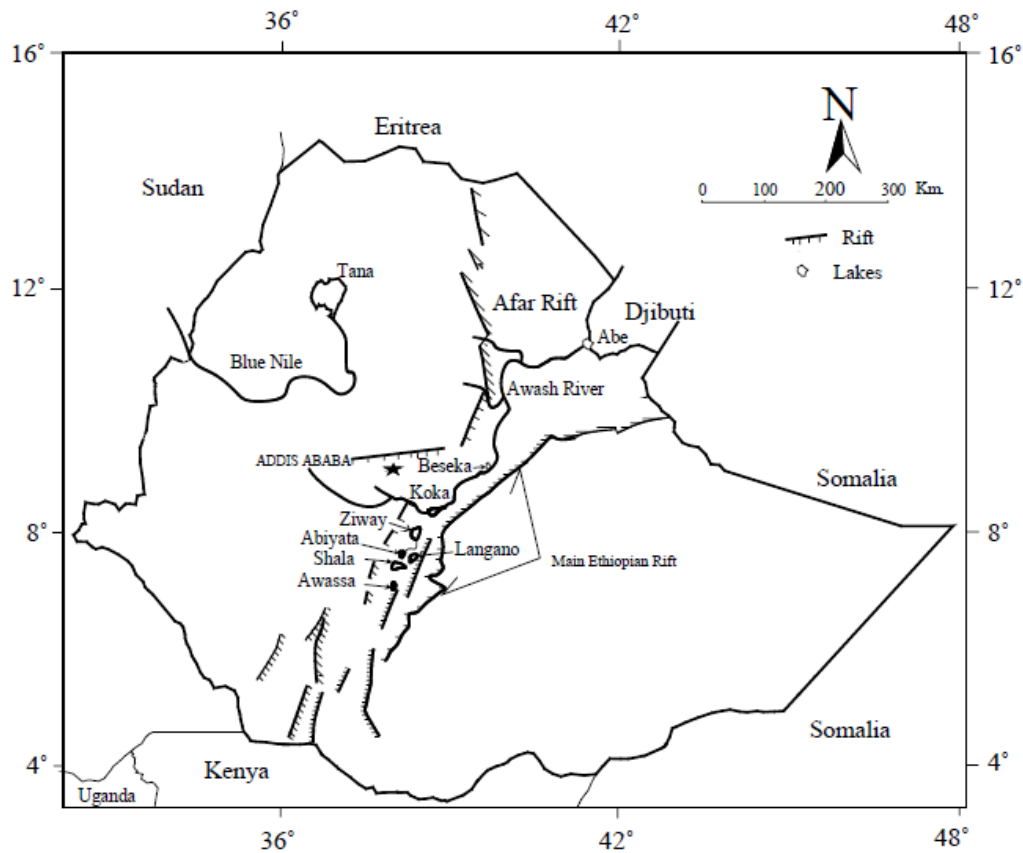 36° 42° 48°
16° 16°
N
Eritrea
Sudan
0 100 200 300 Km.
Rift
Lakes
Tana
12° 12°
Afar Rift
Djibuti
Abe
Blue Nile
Awash River
ADDIS ABABA
Beseka
Somalia
Koka
Ziway
8° 8°
Abiyata
Langano
Shala
Main Ethiopian Rift
Awassa
Somalia
4° 4°
Kenya
Uganda
36° 42° 48°